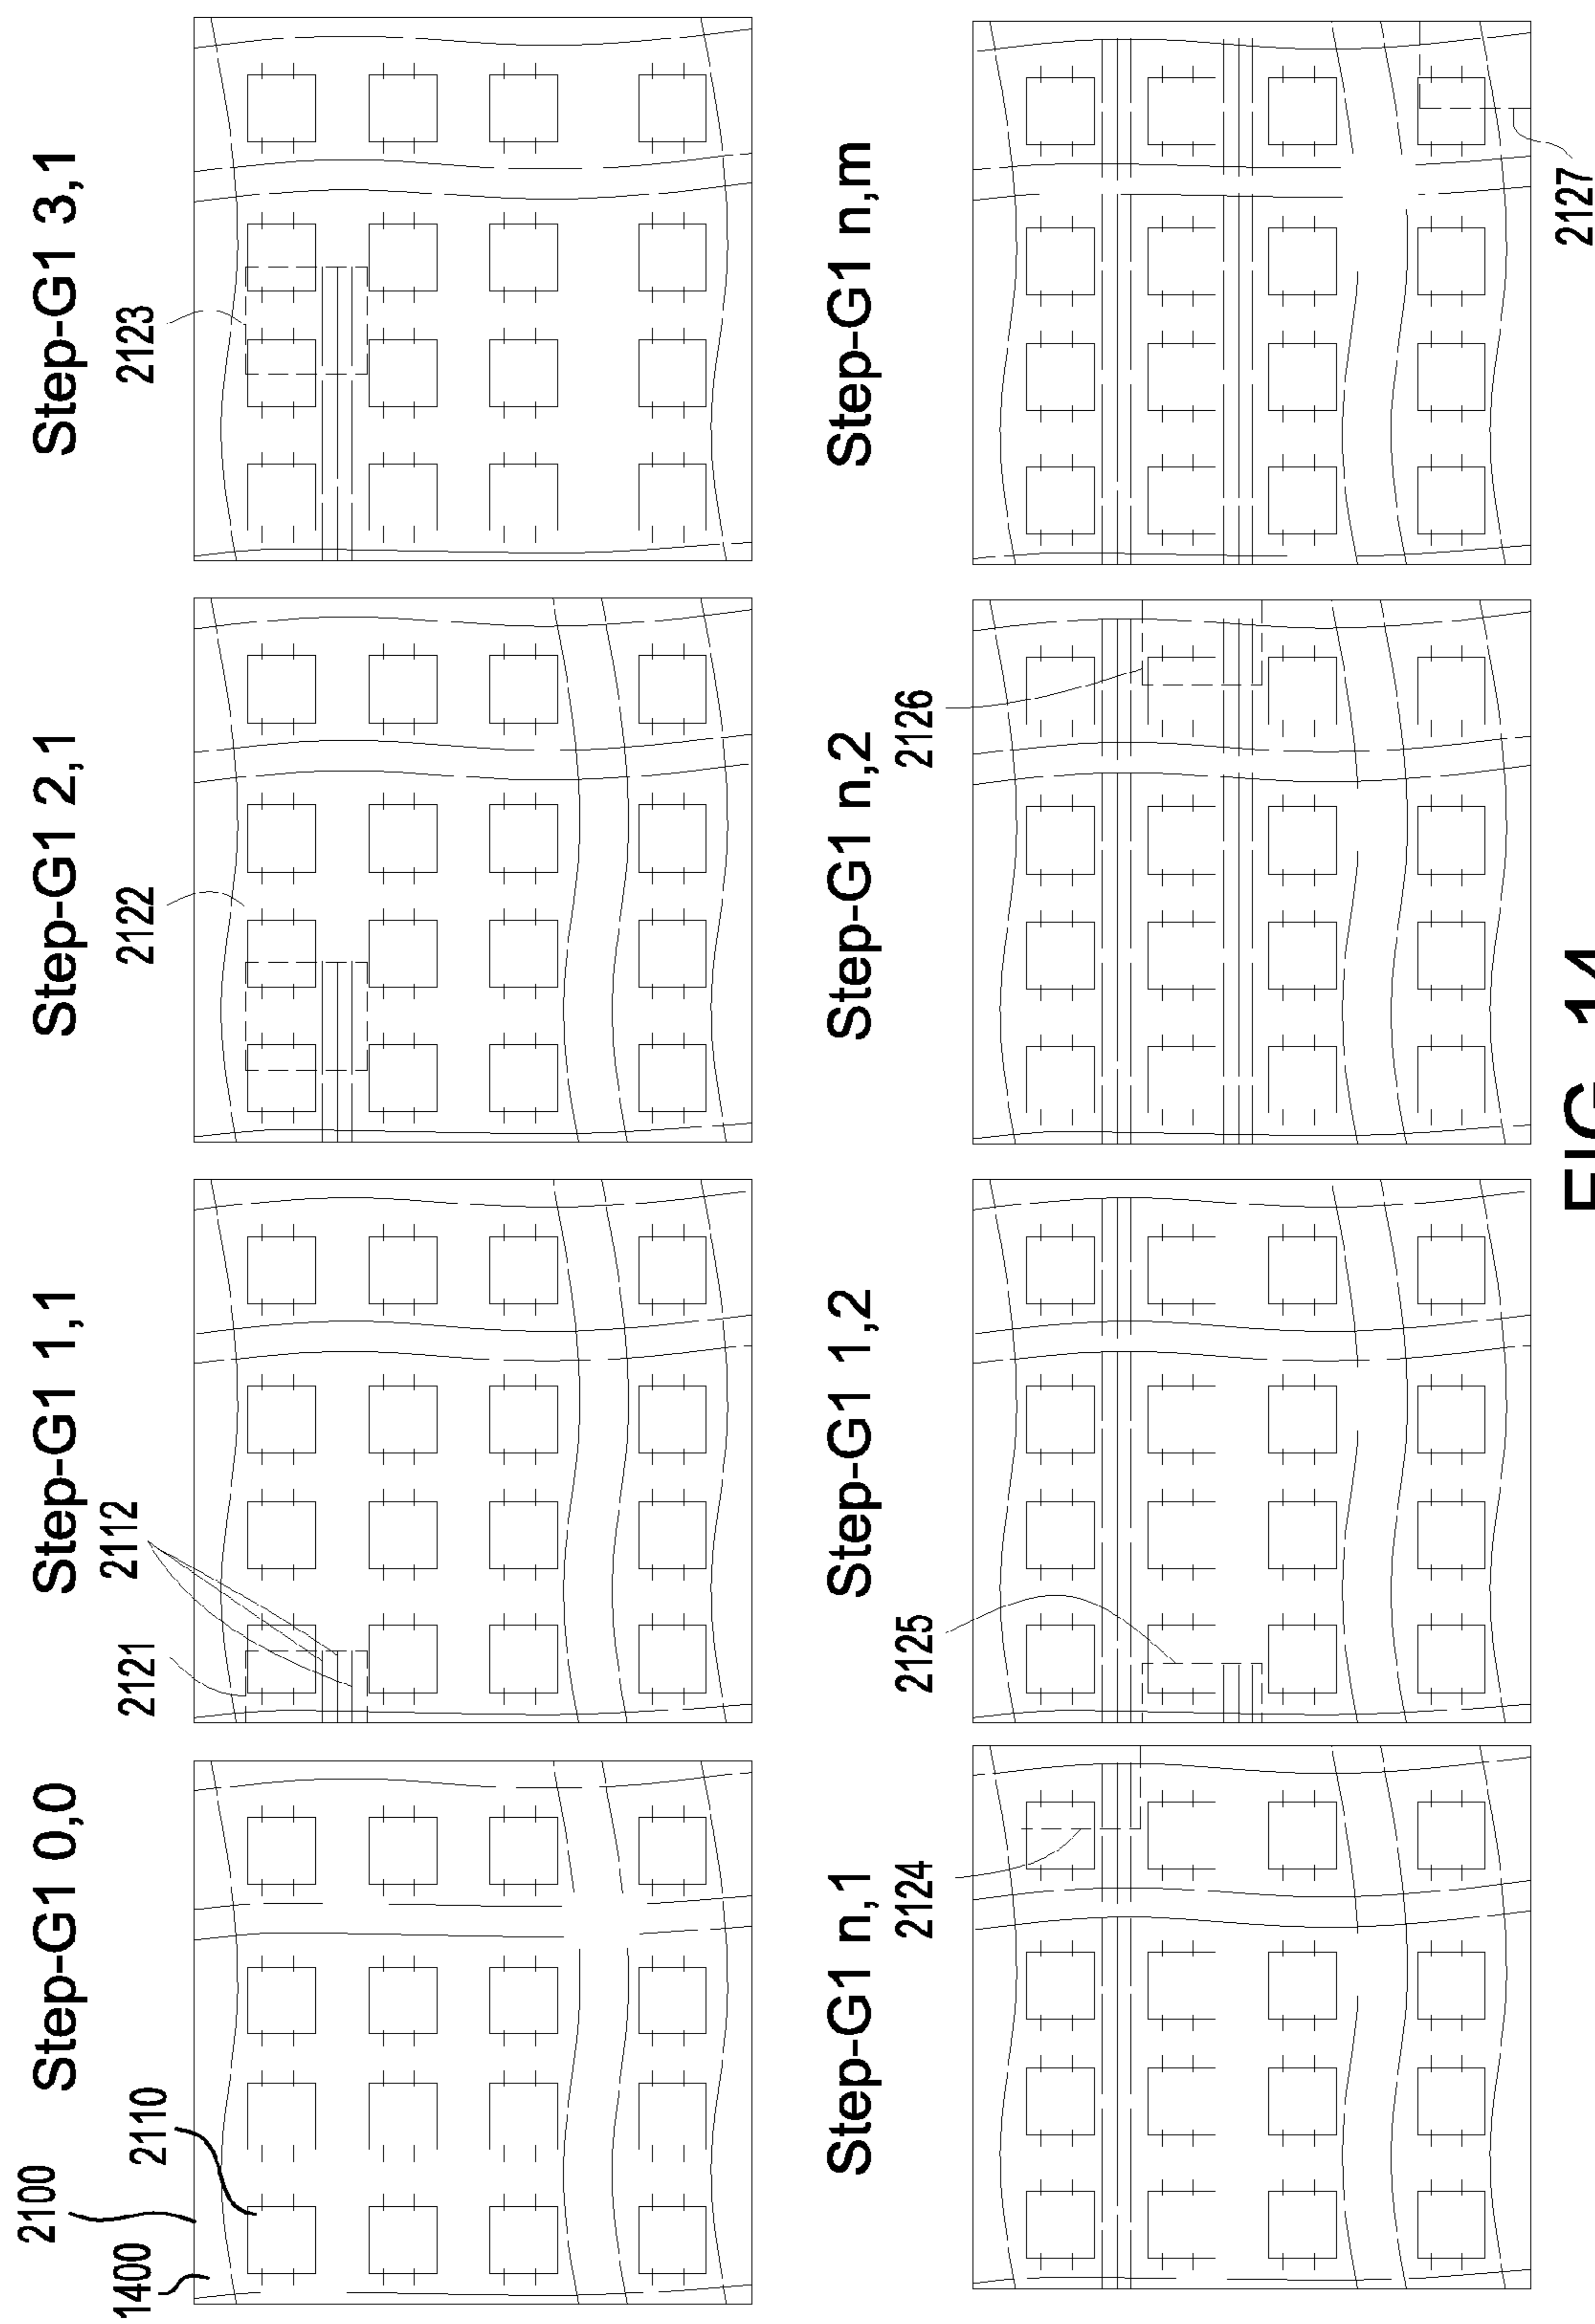 Step-G1 0,0
2100
1400
2110
Step-G1 1,1
2121
2112
Step-G1 2,1
2122
Step-G1 3,1
2123
Step-G1 n,1
2124
Step-G1 1,2
2125
Step-G1 n,2
2126
Step-G1 n,m
2127
FIG. 14